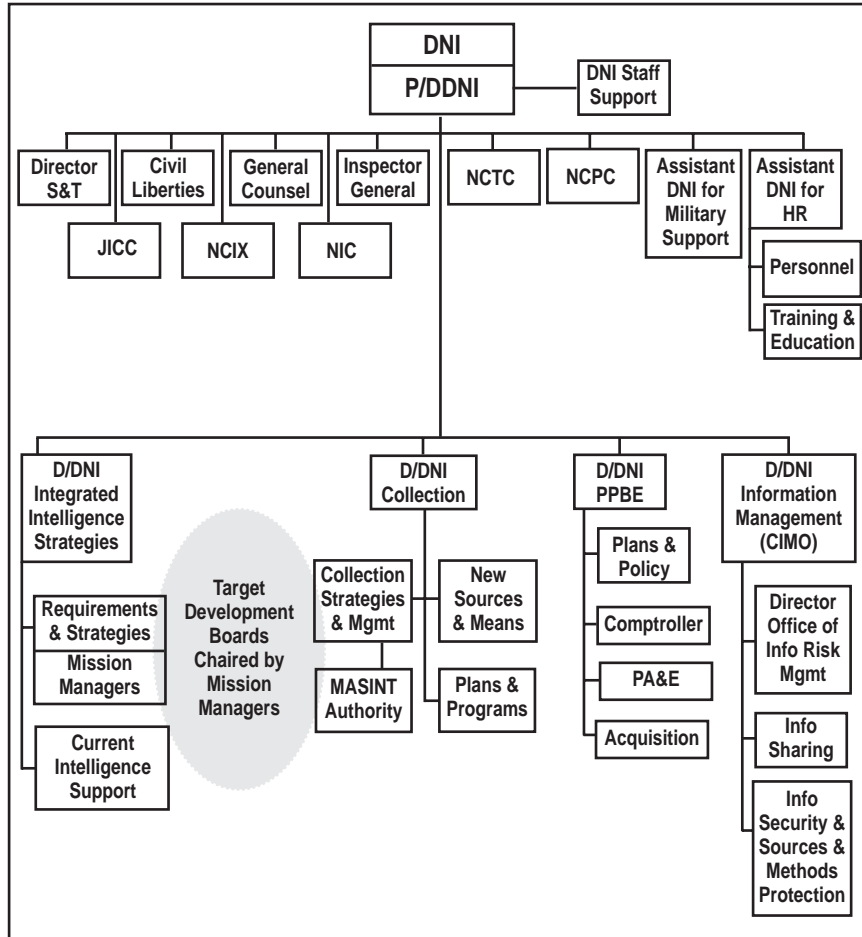 DNI
P/DDNI
DNI Staff
Support
Director
S&T
Civil
Liberties
General
Counsel
Inspector
General
NCTC
NCPC
Assistant
DNI for
Military
Support
Assistant
DNI for
HR
JICC
NCIX
NIC
Personnel
Training &
Education
D/DNI
Integrated
Intelligence
Strategies
Requirements
& Strategies
Mission
Managers
Current
Intelligence
Support
Target
Development
Boards
Chaired by
Mission
Managers
D/DNI
Collection
Collection
Strategies
& Mgmt
New
Sources
& Means
MASINT
Authority
Plans &
Programs
D/DNI
PPBE
Plans &
Policy
Comptroller
PA&E
Acquisition
D/DNI
Information
Management
(CIMO)
Director
Office of
Info Risk
Mgmt
Info
Sharing
Info
Security &
Sources &
Methods
Protection